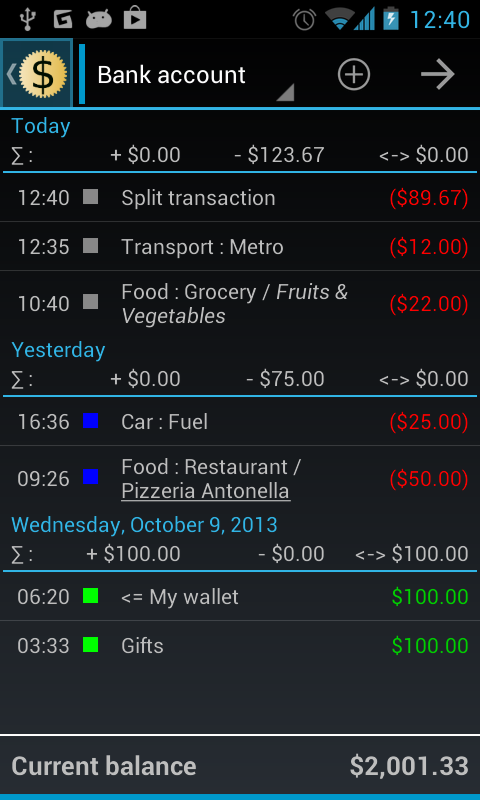 12:40
$ Bank account
Today
∑ : + $0.00 - $123.67 <-> $0.00
12:40 Split transaction ($89.67)
12:35 Transport : Metro ($12.00)
10:40 Food : Grocery / Fruits & ($22.00)
Vegetables
Yesterday
∑ : + $0.00 - $75.00 <-> $0.00
16:36 Car : Fuel ($25.00)
09:26 Food : Restaurant / ($50.00)
Pizzeria Antonella
Wednesday, October 9, 2013
∑ : + $100.00 - $0.00 <-> $100.00
06:20 <= My wallet $100.00
03:33 Gifts $100.00
Current balance $2,001.33